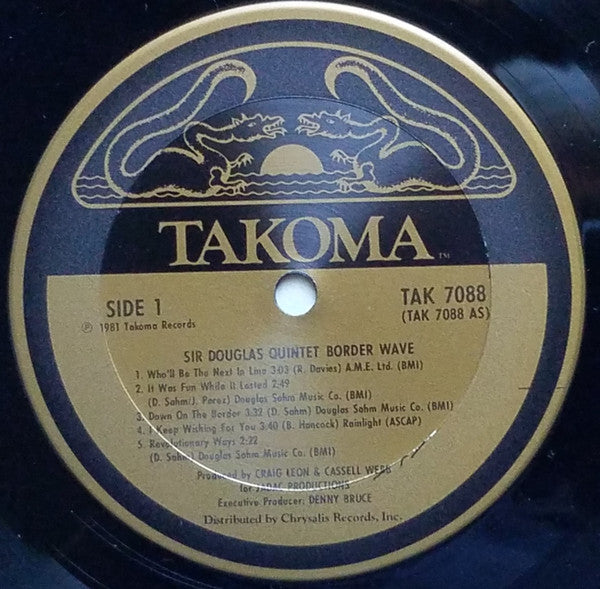 TAKOMA TM
SIDE 1
℗ 1981 Takoma Records
TAK 7088
(TAK 7088 AS)
SIR DOUGLAS QUINTET BORDER WAVE
1. Who'll Be The Next In Line 3:03 (R. Davies) A.M.E. Ltd. (BMI)
2. It Was Fun While It Lasted 2:49
(D. Sahm/J. Perez) Douglas Sahm Music Co. (BMI)
3. Down On The Border 3:32 (D. Sahm) Douglas Sahm Music Co. (BMI)
4. I Keep Wishing For You 3:40 (B. Hancock) Rainlight (ASCAP)
5. Revolutionary Ways 2:22
(D. Sahm) Douglas Sahm Music Co. (BMI)
Produced by CRAIG LEON & CASSELL WEBB
for JADAC PRODUCTIONS
Executive Producer: DENNY BRUCE
Distributed by Chrysalis Records, Inc.